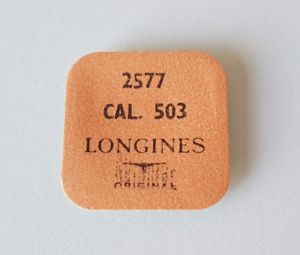 2577
CAL. 503
LONGINES
ORIGINAL